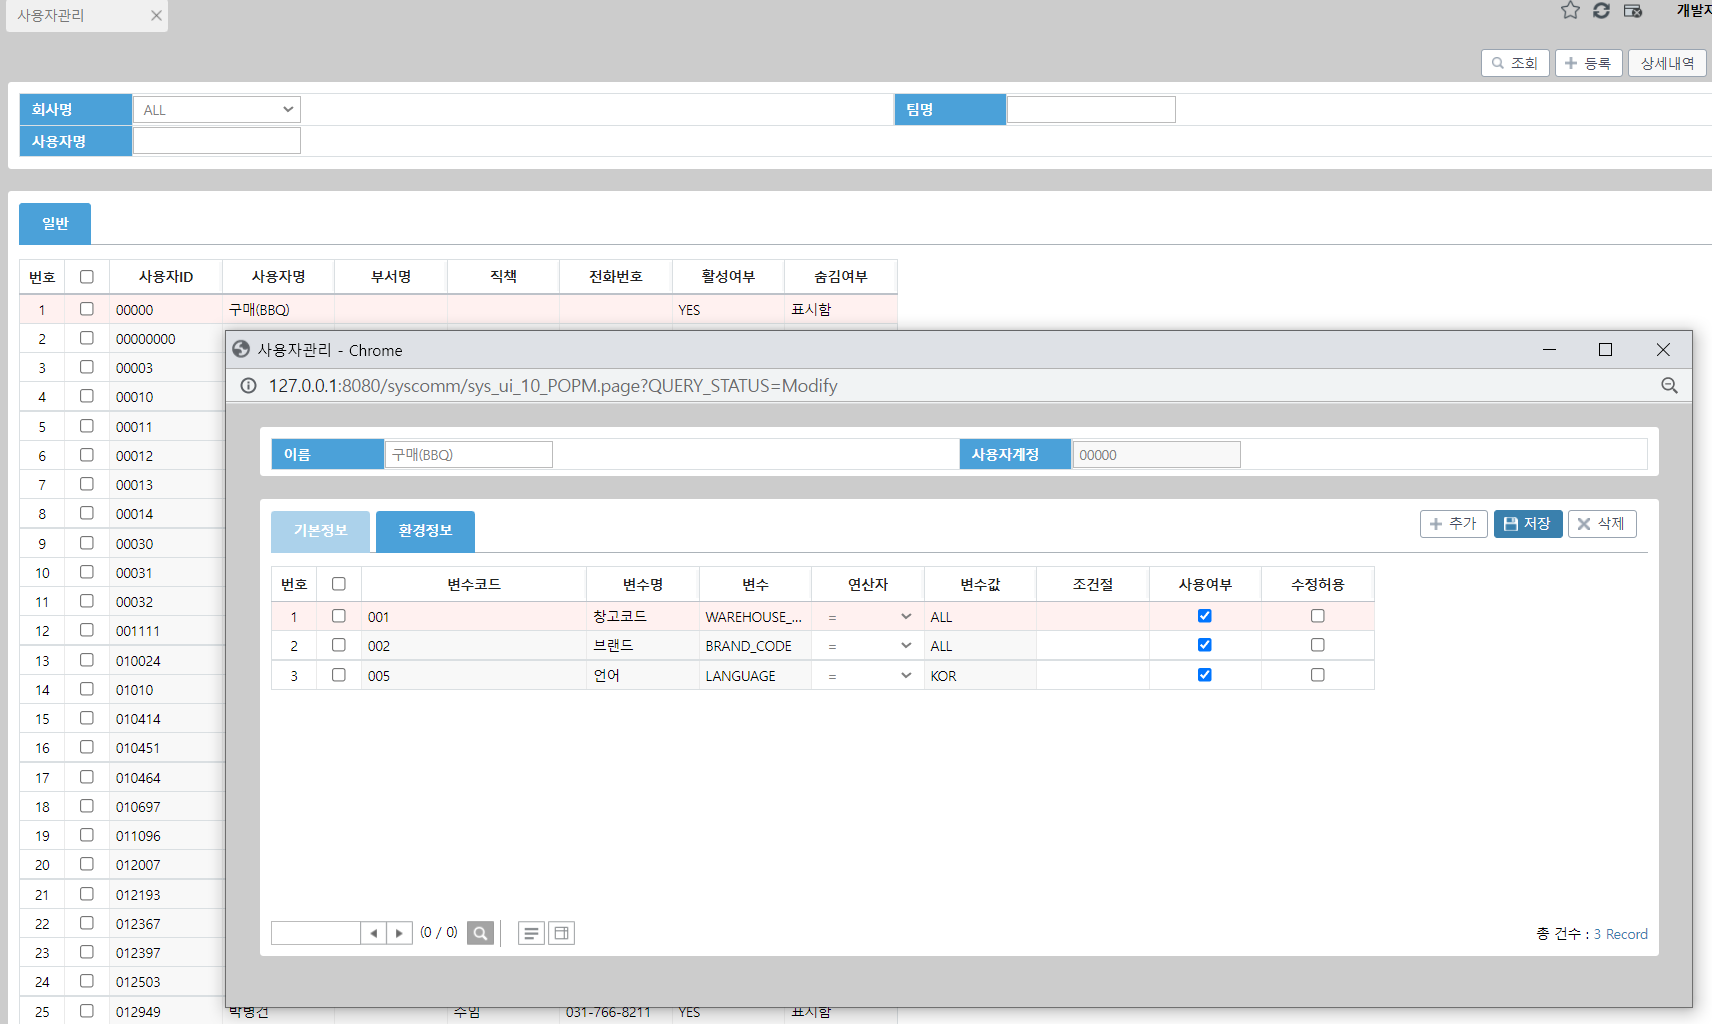 사용자관리
개발자
조회 등록 상세내역
회사명 ALL 팀명
사용자명
일반
번호 사용자ID 사용자명 부서명 직책 전화번호 활성여부 숨김여부
1 00000 구매(BBQ) YES 표시함
2 00000000
3 00003
4 00010
5 00011
6 00012
7 00013
8 00014
9 00030
10 00031
11 00032
12 001111
13 010024
14 01010
15 010414
16 010451
17 010464
18 010697
19 011096
20 012007
21 012193
22 012367
23 012397
24 012503
25 012949 박병건 수임 031-766-8211 YES 표시함
사용자관리 - Chrome
127.0.0.1:8080/syscomm/sys_ui_10_POPM.page?QUERY_STATUS=Modify
이름 구매(BBQ) 사용자계정 00000
기본정보 환경정보 추가 저장 삭제
번호 변수코드 변수명 변수 연산자 변수값 조건절 사용여부 수정허용
1 001 창고코드 WAREHOUSE_... = ALL
2 002 브랜드 BRAND_CODE = ALL
3 005 언어 LANGUAGE = KOR
(0 / 0)
총 건수 : 3 Record